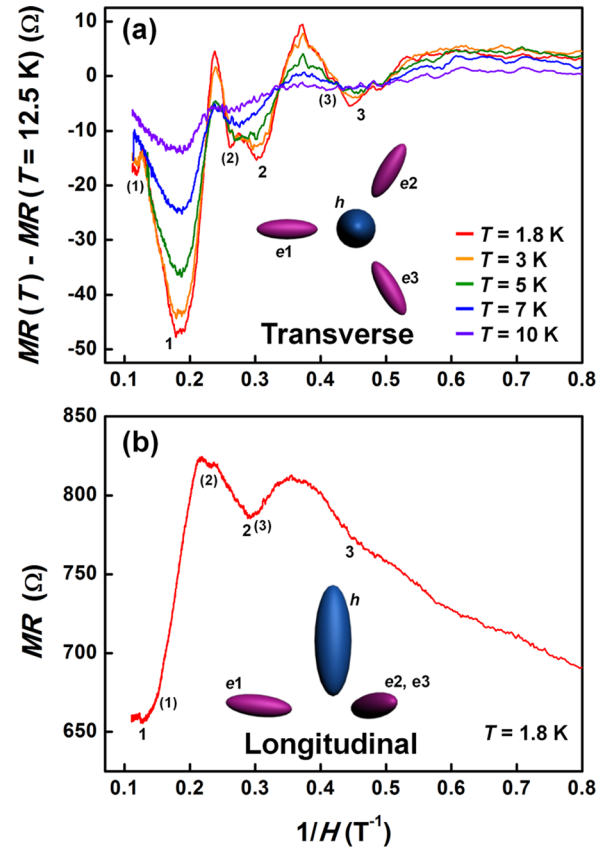 (a)
MR (T) - MR (T = 12.5 K) (Ω)
10
0
-10
-20
-30
-40
-50
(1)
1
(2)
2
(3)
3
h
e1
e2
e3
Transverse
T = 1.8 K
T = 3 K
T = 5 K
T = 7 K
T = 10 K
0.1 0.2 0.3 0.4 0.5 0.6 0.7 0.8
(b)
MR (Ω)
850
800
750
700
650
600
1
(1)
(2)
2 (3)
3
h
e1
e2, e3
Longitudinal
T = 1.8 K
0.1 0.2 0.3 0.4 0.5 0.6 0.7 0.8
1/H (T⁻¹)